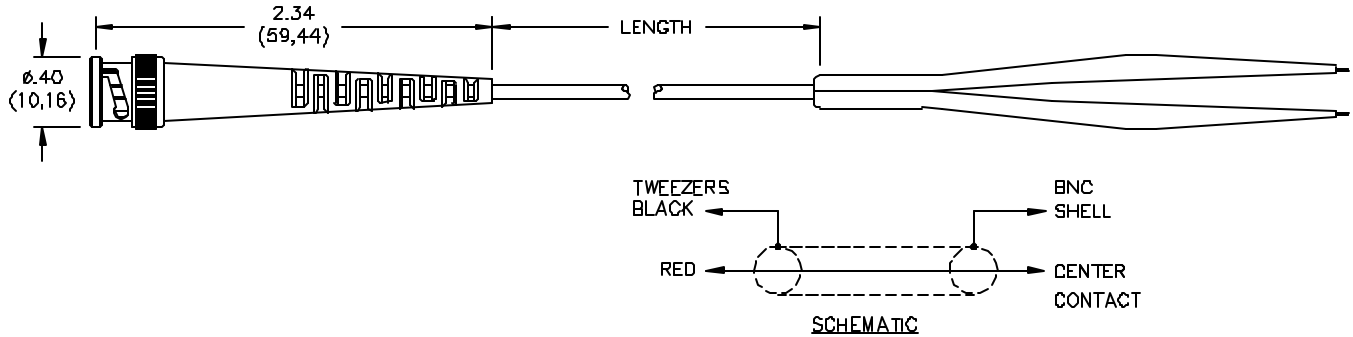 2.34
(59,44)
LENGTH
ø.40
(10,16)
TWEEZERS
BLACK
BNC
SHELL
RED
CENTER
CONTACT
SCHEMATIC